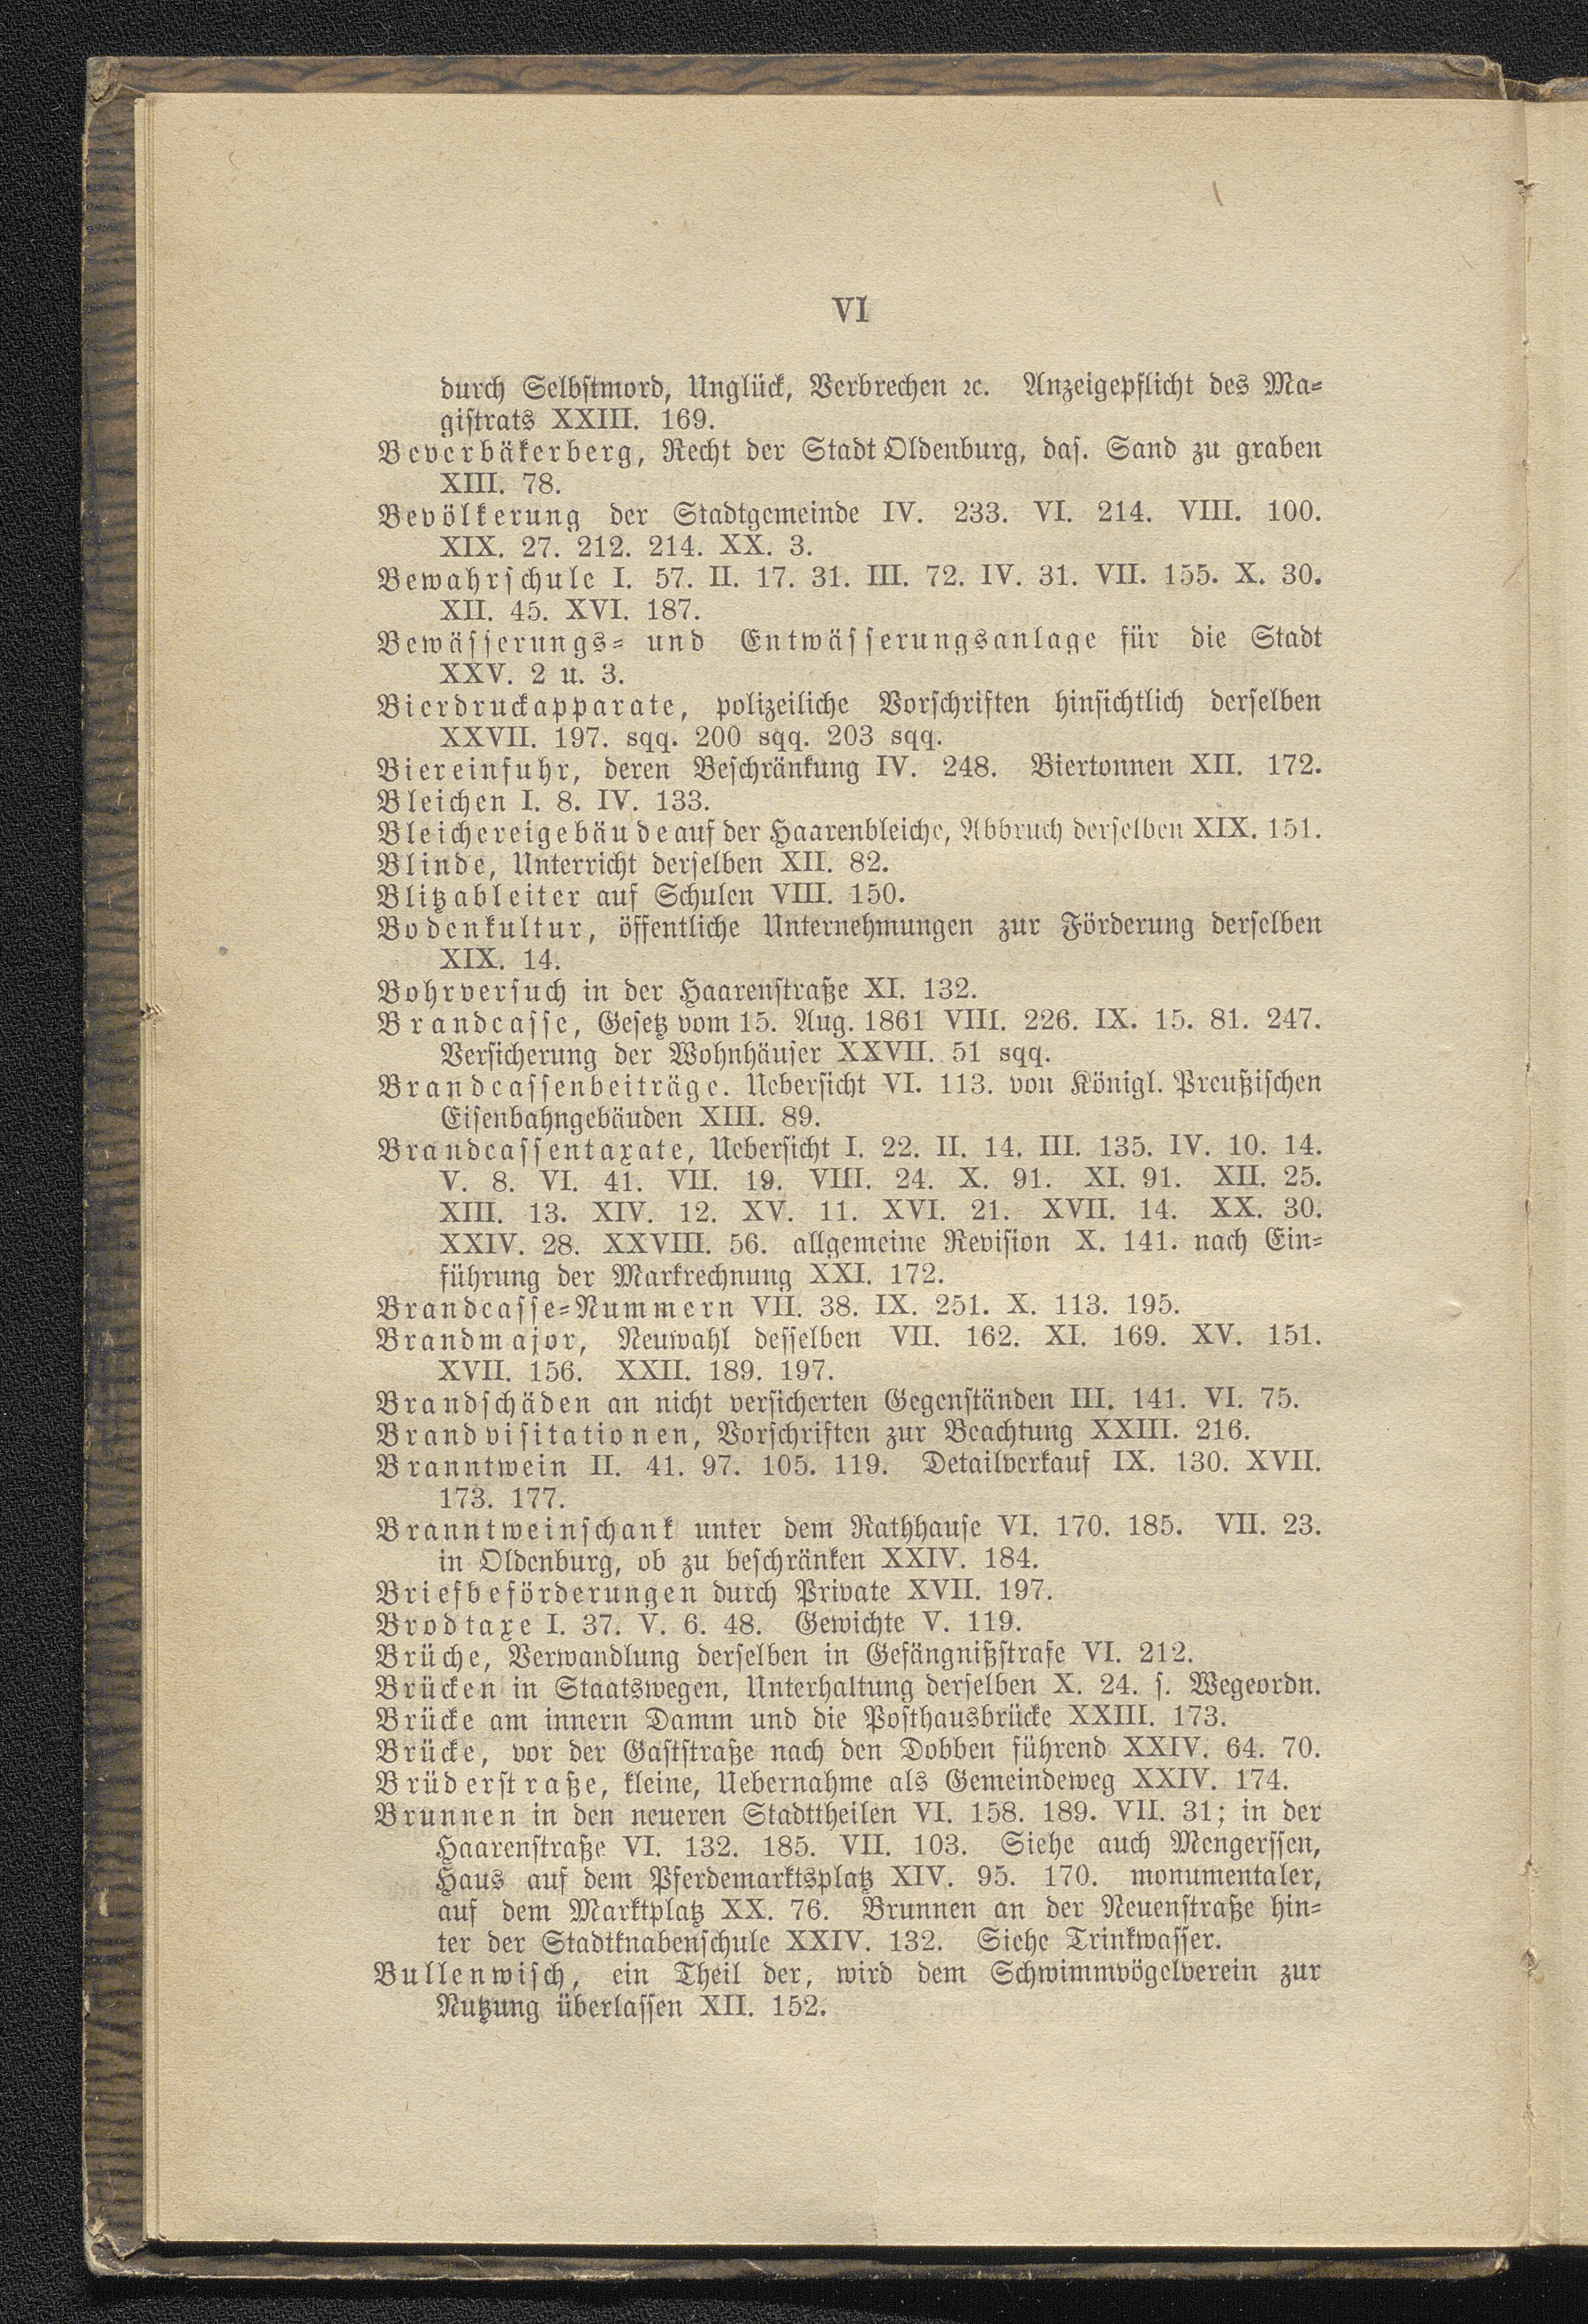 VI
durch Selbstmord, Unglück, Verbrechen ꝛc. Anzeigepflicht des Ma-
gistrats XXIII. 169.
Beverbäkerberg, Recht der Stadt Oldenburg, das. Sand zu graben
XIII. 78.
Bevölkerung der Stadtgemeinde IV. 233. VI. 214. VIII. 100.
XIX. 27. 212. 214. XX. 3.
Bewahrschule I. 57. II. 17. 31. III. 72. IV. 31. VII. 155. X. 30.
XII. 45. XVI. 187.
Bewässerungs- und Entwässerungsanlage für die Stadt
XXV. 2 u. 3.
Bierdruckapparate, polizeiliche Vorschriften hinsichtlich derselben
XXVII. 197. sqq. 200 sqq. 203 sqq.
Biereinfuhr, deren Beschränkung IV. 248. Biertonnen XII. 172.
Bleichen I. 8. IV. 133.
Bleichereigebäude auf der Haarenbleiche, Abbruch derselben XIX. 151.
Blinde, Unterricht derselben XII. 82.
Blitzableiter auf Schulen VIII. 150.
Bodenkultur, öffentliche Unternehmungen zur Förderung derselben
XIX. 14.
Bohrversuch in der Haarenstraße XI. 132.
Brandcasse, Gesetz vom 15. Aug. 1861 VIII. 226. IX. 15. 81. 247.
Versicherung der Wohnhäuser XXVII. 51 sqq.
Brandcassenbeiträge. Uebersicht VI. 113. von Königl. Preußischen
Eisenbahngebäuden XIII. 89.
Brandcassentaxate, Uebersicht I. 22. II. 14. III. 135. IV. 10. 14.
V. 8. VI. 41. VII. 19. VIII. 24. X. 91. XI. 91. XII. 25.
XIII. 13. XIV. 12. XV. 11. XVI. 21. XVII. 14. XX. 30.
XXIV. 28. XXVIII. 56. allgemeine Revision X. 141. nach Ein-
führung der Markrechnung XXI. 172.
Brandcasse-Nummern VII. 38. IX. 251. X. 113. 195.
Brandmajor, Neuwahl desselben VII. 162. XI. 169. XV. 151.
XVII. 156. XXII. 189. 197.
Brandschäden an nicht versicherten Gegenständen III. 141. VI. 75.
Brandvisitationen, Vorschriften zur Beachtung XXIII. 216.
Branntwein II. 41. 97. 105. 119. Detailverkauf IX. 130. XVII.
173. 177.
Branntweinschank unter dem Rathhause VI. 170. 185. VII. 23.
in Oldenburg, ob zu beschränken XXIV. 184.
Briefbeförderungen durch Private XVII. 197.
Brodtaxe I. 37. V. 6. 48. Gewichte V. 119.
Brüche, Verwandlung derselben in Gefängnißstrafe VI. 212.
Brücken in Staatswegen, Unterhaltung derselben X. 24. s. Wegeordn.
Brücke am innern Damm und die Posthausbrücke XXIII. 173.
Brücke, vor der Gaststraße nach den Dobben führend XXIV. 64. 70.
Brüderstraße, kleine, Uebernahme als Gemeindeweg XXIV. 174.
Brunnen in den neueren Stadttheilen VI. 158. 189. VII. 31; in der
Haarenstraße VI. 132. 185. VII. 103. Siehe auch Mengerssen,
Haus auf dem Pferdemarktsplatz XIV. 95. 170. monumentaler,
auf dem Marktplatz XX. 76. Brunnen an der Neuenstraße hin-
ter der Stadtknabenschule XXIV. 132. Siehe Trinkwasser.
Bullenwisch, ein Theil der, wird dem Schwimmvögelverein zur
Nutzung überlassen XII. 152.